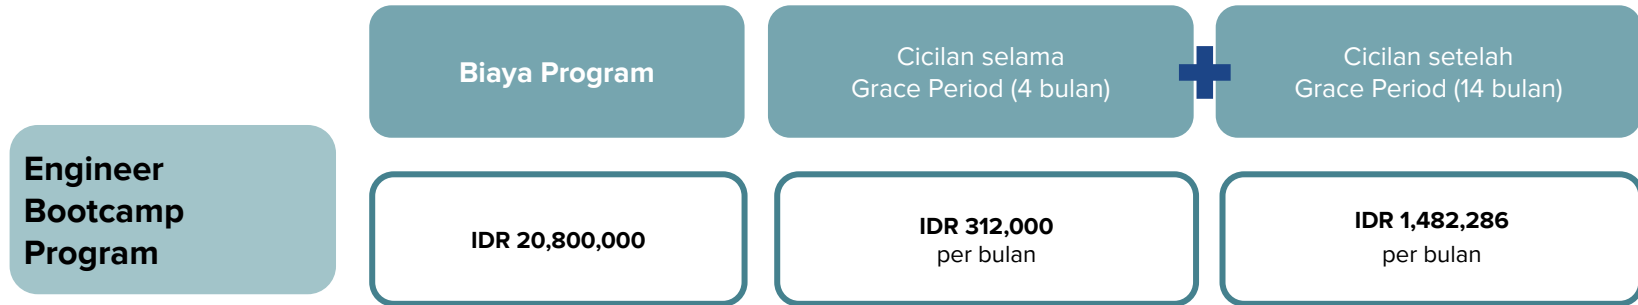 Biaya Program
Cicilan selama
Grace Period (4 bulan)
Cicilan setelah
Grace Period (14 bulan)
Engineer
Bootcamp
Program
IDR 20,800,000
IDR 312,000
per bulan
IDR 1,482,286
per bulan